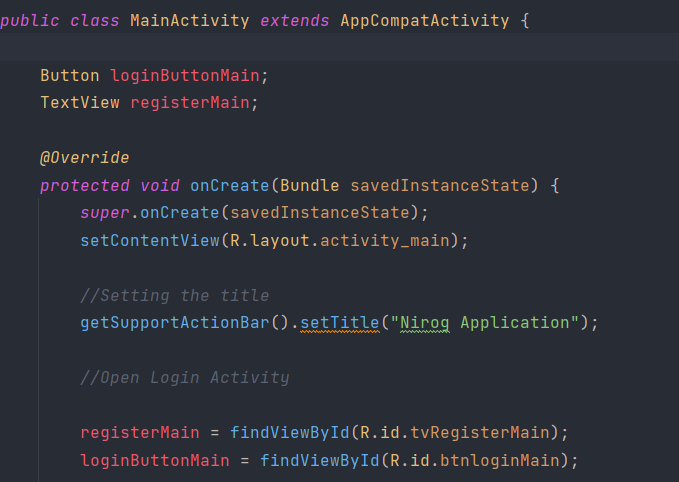 public class MainActivity extends AppCompatActivity {
Button loginButtonMain;
TextView registerMain;
@Override
protected void onCreate(Bundle savedInstanceState) {
super.onCreate(savedInstanceState);
setContentView(R.layout.activity_main);
//Setting the title
getSupportActionBar().setTitle("Nirog Application");
//Open Login Activity
registerMain = findViewById(R.id.tvRegisterMain);
loginButtonMain = findViewById(R.id.btnloginMain);